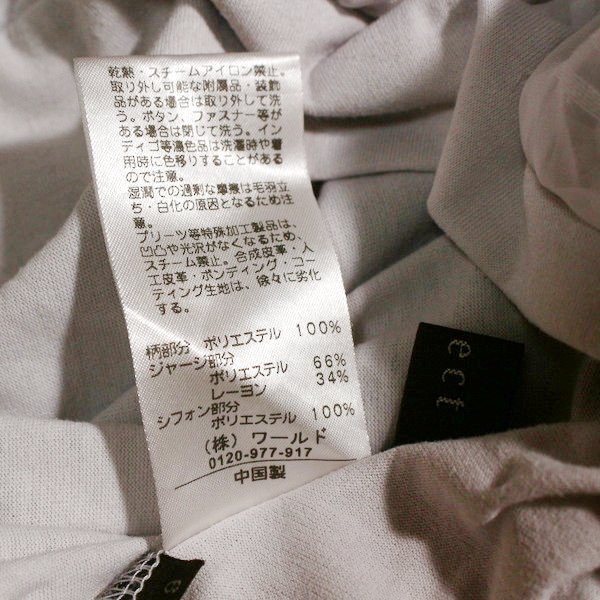 乾熱・スチームアイロン禁止。
取り外し可能な附属品・装飾
品がある場合は取り外して洗
う。ボタン、ファスナー等が
ある場合は閉じて洗う。イン
ディゴ等濃色品は洗濯時や着
用時に色移りすることがある
ので注意。
湿潤での過剰な摩擦は毛羽立
ち・白化の原因となるため注
意。
プリーツ等特殊加工製品は、
凹凸や光沢がなくなるため、
スチーム禁止。合成皮革・人
工皮革・ボンディング・コー
ティング生地は、徐々に劣化
する。
柄部分 ポリエステル 100%
ジャージ部分
ポリエステル 66%
レーヨン 34%
シフォン部分
ポリエステル 100%
(株) ワールド
0120-977-917
中国製
ect
e